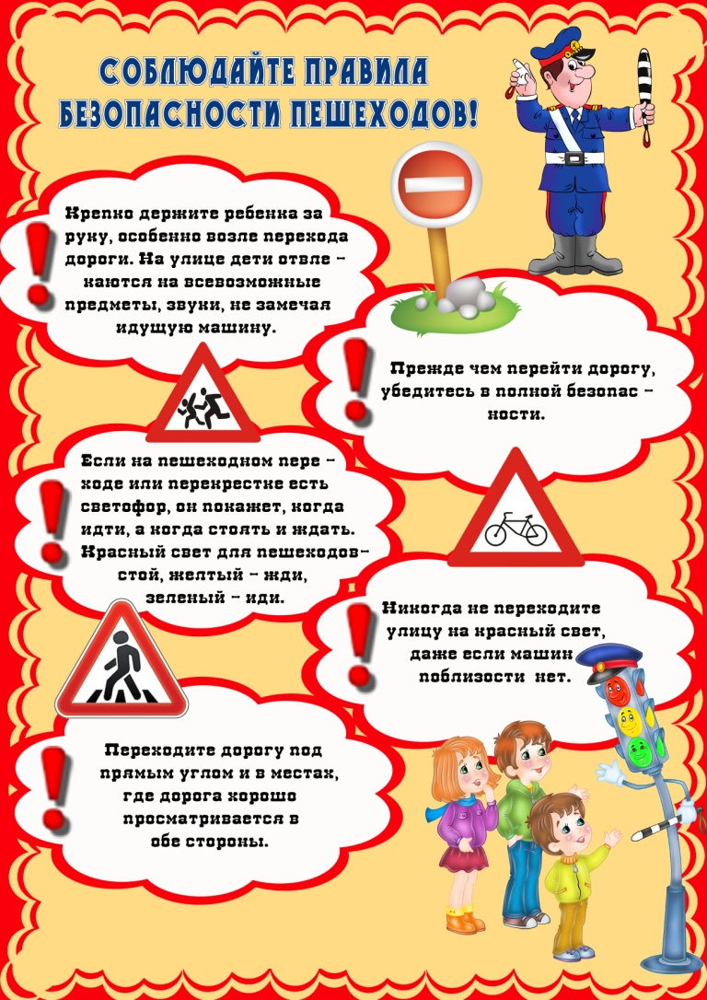 СОБЛЮДАЙТЕ ПРАВИЛА
БЕЗОПАСНОСТИ ПЕШЕХОДОВ!
Крепко держите ребенка за
руку, особенно возле перехода
дороги. На улице дети отвле -
каются на всевозможные
предметы, звуки, не замечая
идущую машину.
Прежде чем перейти дорогу,
убедитесь в полной безопас -
ности.
Если на пешеходном пере -
ходе или перекрестке есть
светофор, он покажет, когда
идти, а когда стоять и ждать.
Красный свет для пешеходов-
стой, желтый - жди,
зеленый - иди.
Никогда не переходите
улицу на красный свет,
даже если машин
поблизости нет.
Переходите дорогу под
прямым углом и в местах,
где дорога хорошо
просматривается в
обе стороны.